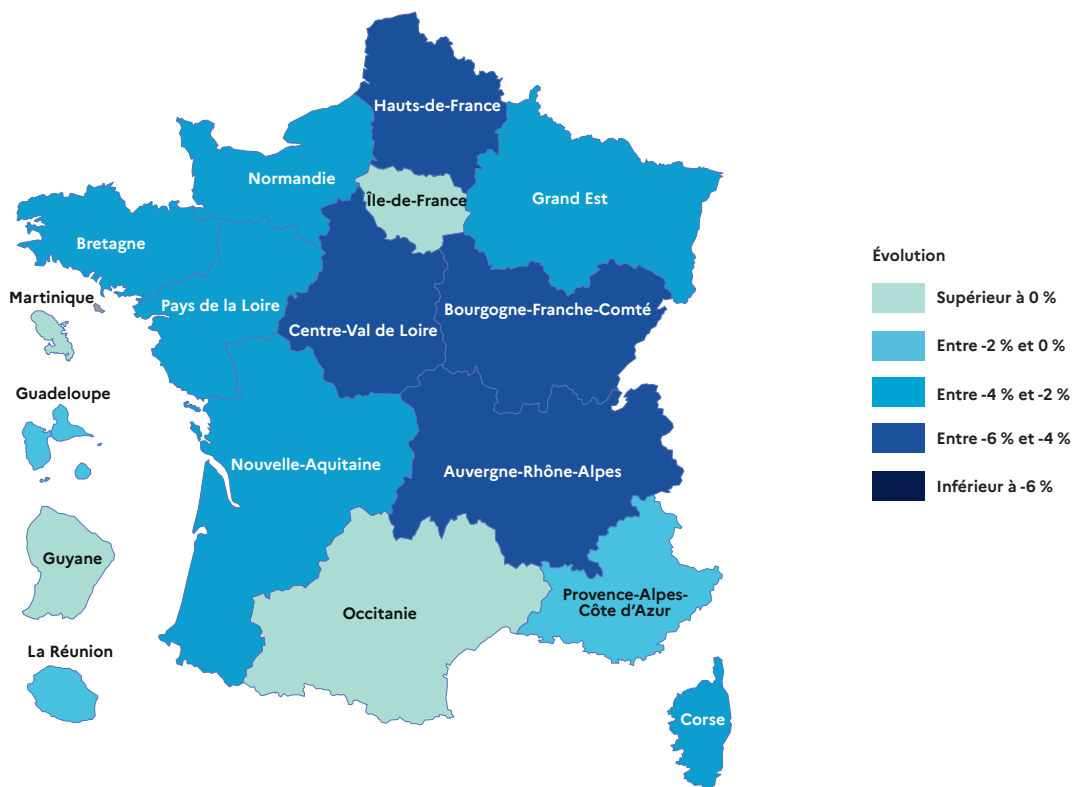 Hauts-de-France
Normandie
Île-de-France
Grand Est
Bretagne
Martinique
Pays de la Loire
Centre-Val de Loire
Bourgogne-Franche-Comté
Guadeloupe
Nouvelle-Aquitaine
Auvergne-Rhône-Alpes
Guyane
Provence-Alpes-
Côte d'Azur
Occitanie
La Réunion
Corse
Évolution
Supérieur à 0 %
Entre -2 % et 0 %
Entre -4 % et -2 %
Entre -6 % et -4 %
Inférieur à -6 %